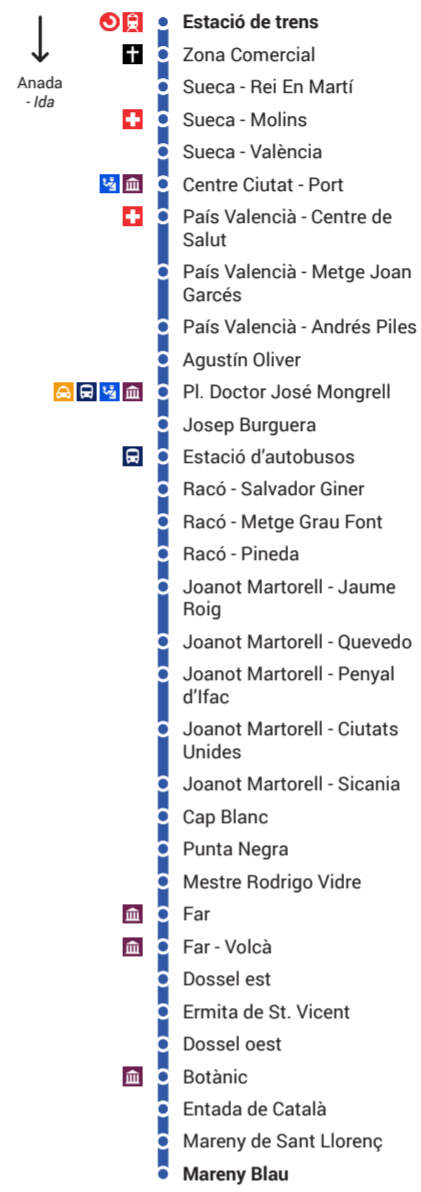 Anada
- Ida
Estació de trens
Zona Comercial
Sueca - Rei En Martí
Sueca - Molins
Sueca - València
Centre Ciutat - Port
País Valencià - Centre de
Salut
País Valencià - Metge Joan
Garcés
País Valencià - Andrés Piles
Agustín Oliver
Pl. Doctor José Mongrell
Josep Burguera
Estació d’autobusos
Racó - Salvador Giner
Racó - Metge Grau Font
Racó - Pineda
Joanot Martorell - Jaume
Roig
Joanot Martorell - Quevedo
Joanot Martorell - Penyal
d’Ifac
Joanot Martorell - Ciutats
Unides
Joanot Martorell - Sicania
Cap Blanc
Punta Negra
Mestre Rodrigo Vidre
Far
Far - Volcà
Dossel est
Ermita de St. Vicent
Dossel oest
Botànic
Entada de Català
Mareny de Sant Llorenç
Mareny Blau